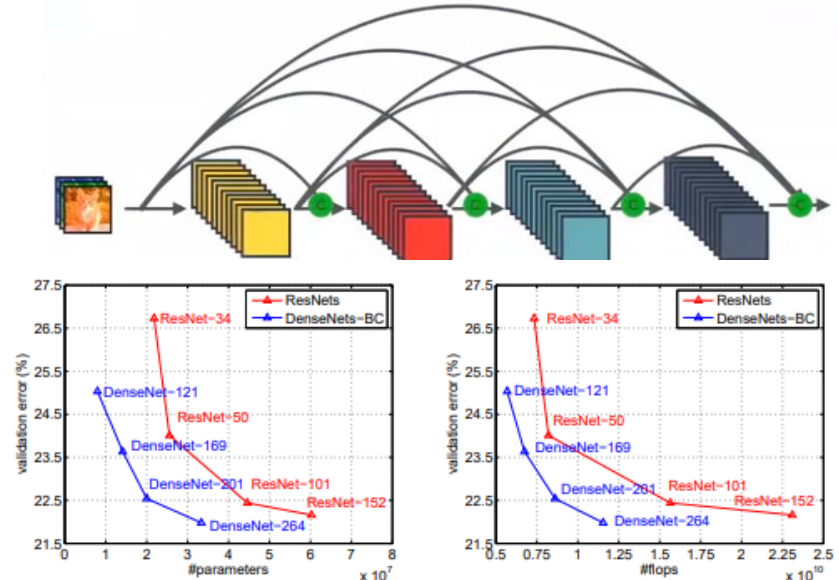 C C C C
27.5
26.5
25.5
24.5
23.5
22.5
21.5
validation error (%)
ResNets
DenseNets−BC
ResNet−34
DenseNet−121
ResNet−50
DenseNet−169
DenseNet−201
ResNet−101
ResNet−152
DenseNet−264
0 1 2 3 4 5 6 7 8
#parameters
x 10^7
27.5
26.5
25.5
24.5
23.5
22.5
21.5
validation error (%)
ResNets
DenseNets−BC
ResNet−34
DenseNet−121
ResNet−50
DenseNet−169
DenseNet−201
ResNet−101
ResNet−152
DenseNet−264
0.5 0.75 1 1.25 1.5 1.75 2 2.25 2.5
#flops
x 10^10